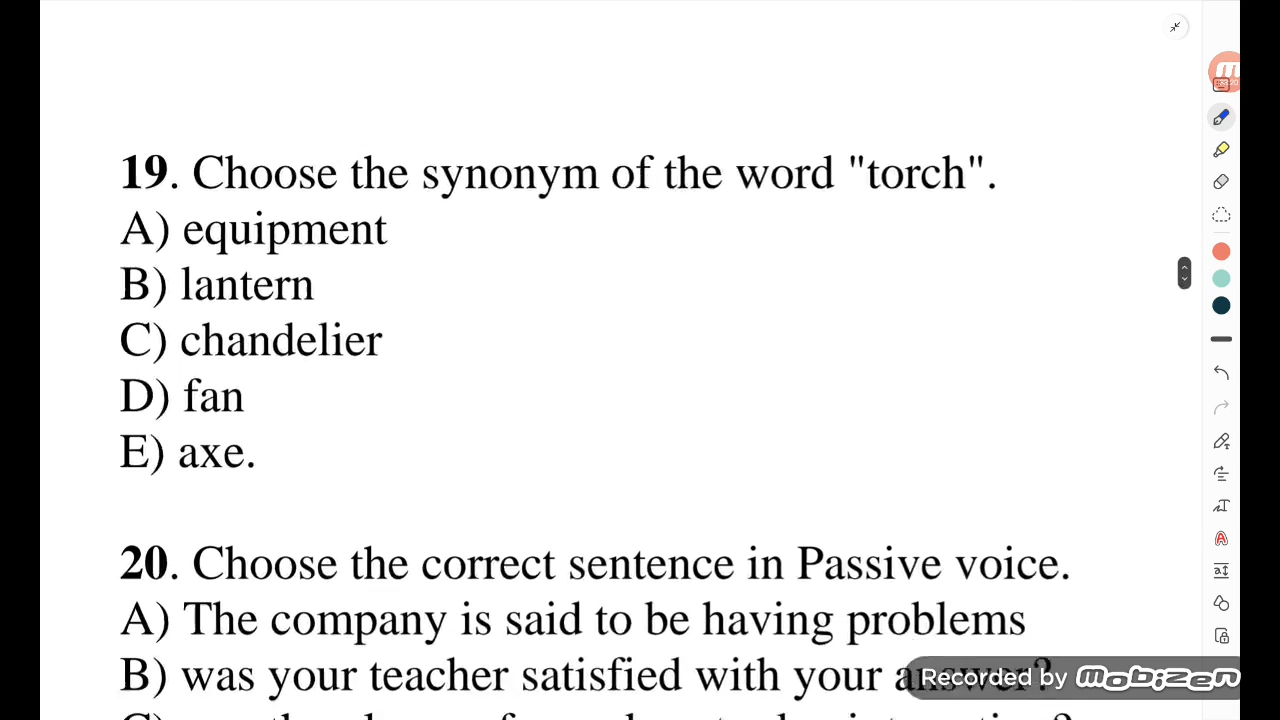 19. Choose the synonym of the word "torch".
A) equipment
B) lantern
C) chandelier
D) fan
E) axe.
20. Choose the correct sentence in Passive voice.
A) The company is said to be having problems
B) was your teacher satisfied with your answer?
Recorded by mobizen